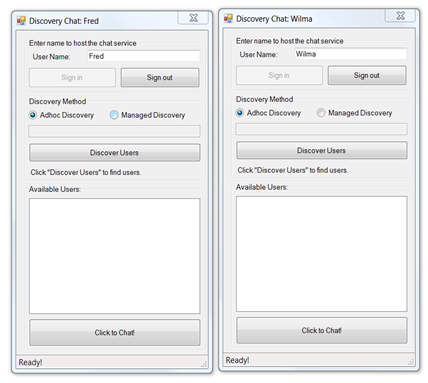 Discovery Chat: Fred
Enter name to host the chat service
User Name: Fred
Sign in Sign out
Discovery Method
Adhoc Discovery Managed Discovery
Discover Users
Click "Discover Users" to find users.
Available Users:
Click to Chat!
Ready!
Discovery Chat: Wilma
Enter name to host the chat service
User Name: Wilma
Sign in Sign out
Discovery Method
Adhoc Discovery Managed Discovery
Discover Users
Click "Discover Users" to find users.
Available Users:
Click to Chat!
Ready!